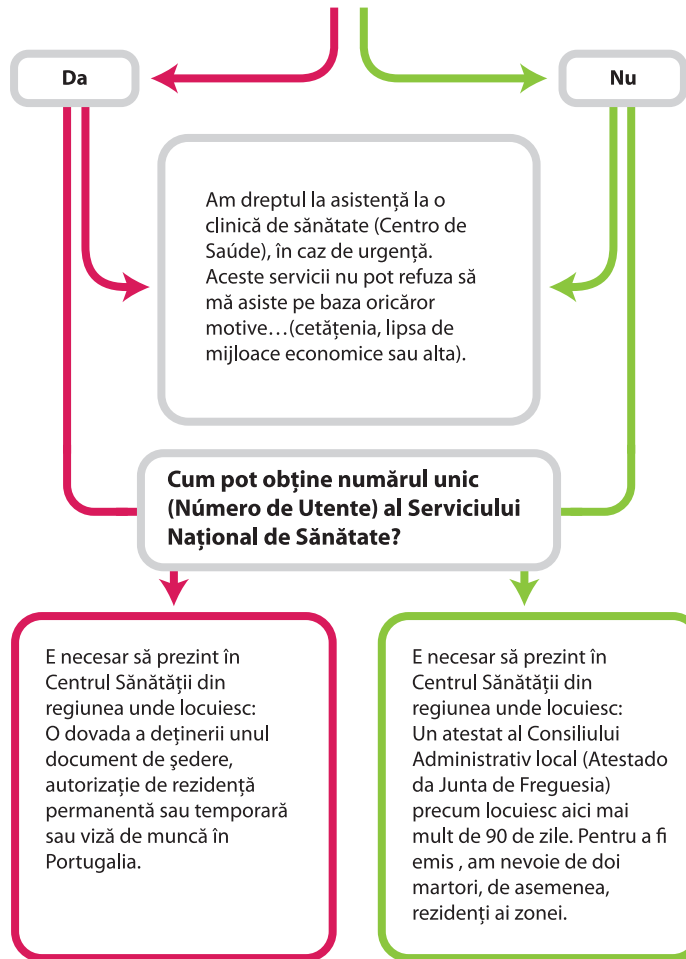 Da
Nu
Am dreptul la asistență la o
clinică de sănătate (Centro de
Saúde), în caz de urgență.
Aceste servicii nu pot refuza să
mă asiste pe baza oricăror
motive…(cetățenia, lipsa de
mijloace economice sau alta).
Cum pot obține numărul unic
(Número de Utente) al Serviciului
Național de Sănătate?
E necesar să prezint în
Centrul Sănătății din
regiunea unde locuiesc:
O dovada a deținerii unul
document de ședere,
autorizație de rezidență
permanentă sau temporară
sau viză de muncă în
Portugalia.
E necesar să prezint în
Centrul Sănătății din
regiunea unde locuiesc:
Un atestat al Consiliului
Administrativ local (Atestado
da Junta de Freguesia)
precum locuiesc aici mai
mult de 90 de zile. Pentru a fi
emis , am nevoie de doi
martori, de asemenea,
rezidenți ai zonei.